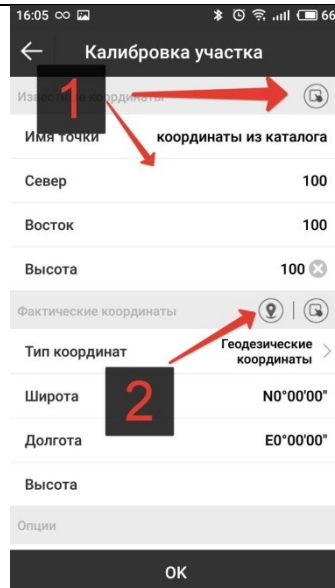 16:05 66
Калибровка участка
Известные координаты
1
Имя точки координаты из каталога
Север 100
Восток 100
Высота 100
Фактические координаты
Тип координат Геодезические
координаты
Широта N0°00'00"
2
Долгота E0°00'00"
Высота
Опции
OK